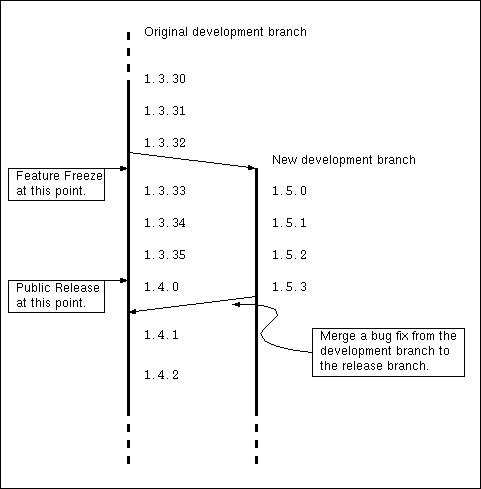 Original development branch
1.3.30
1.3.31
1.3.32
New development branch
Feature Freeze
at this point.
1.3.33
1.5.0
1.3.34
1.5.1
1.3.35
1.5.2
Public Release
at this point.
1.4.0
1.5.3
1.4.1
Merge a bug fix from the
development branch to
the release branch.
1.4.2